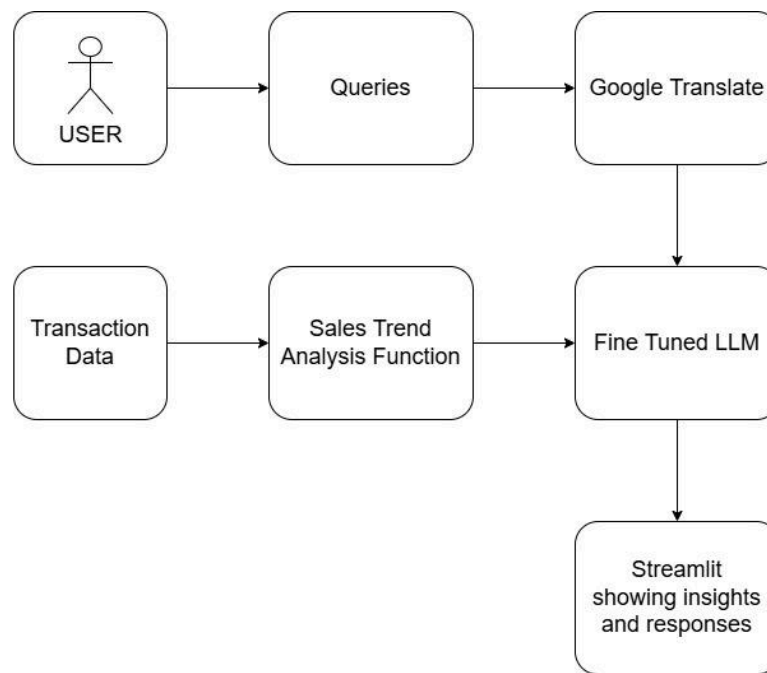 USER
Queries
Google Translate
Transaction
Data
Sales Trend
Analysis Function
Fine Tuned LLM
Streamlit
showing insights
and responses